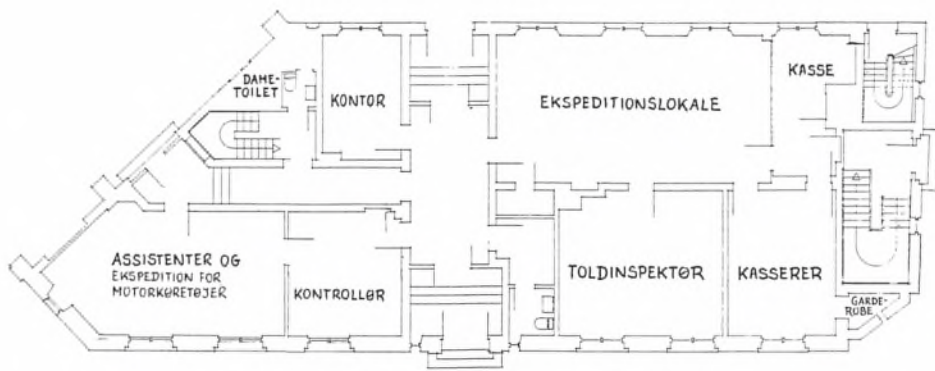 DAME-
TOILET
KONTOR
EKSPEDITIONSLOKALE
KASSE
ASSISTENTER OG
EKSPEDITION FOR
MOTORKØRETØJER
KONTROLLØR
TOLDINSPEKTØR
KASSERER
GARDE-
ROBE